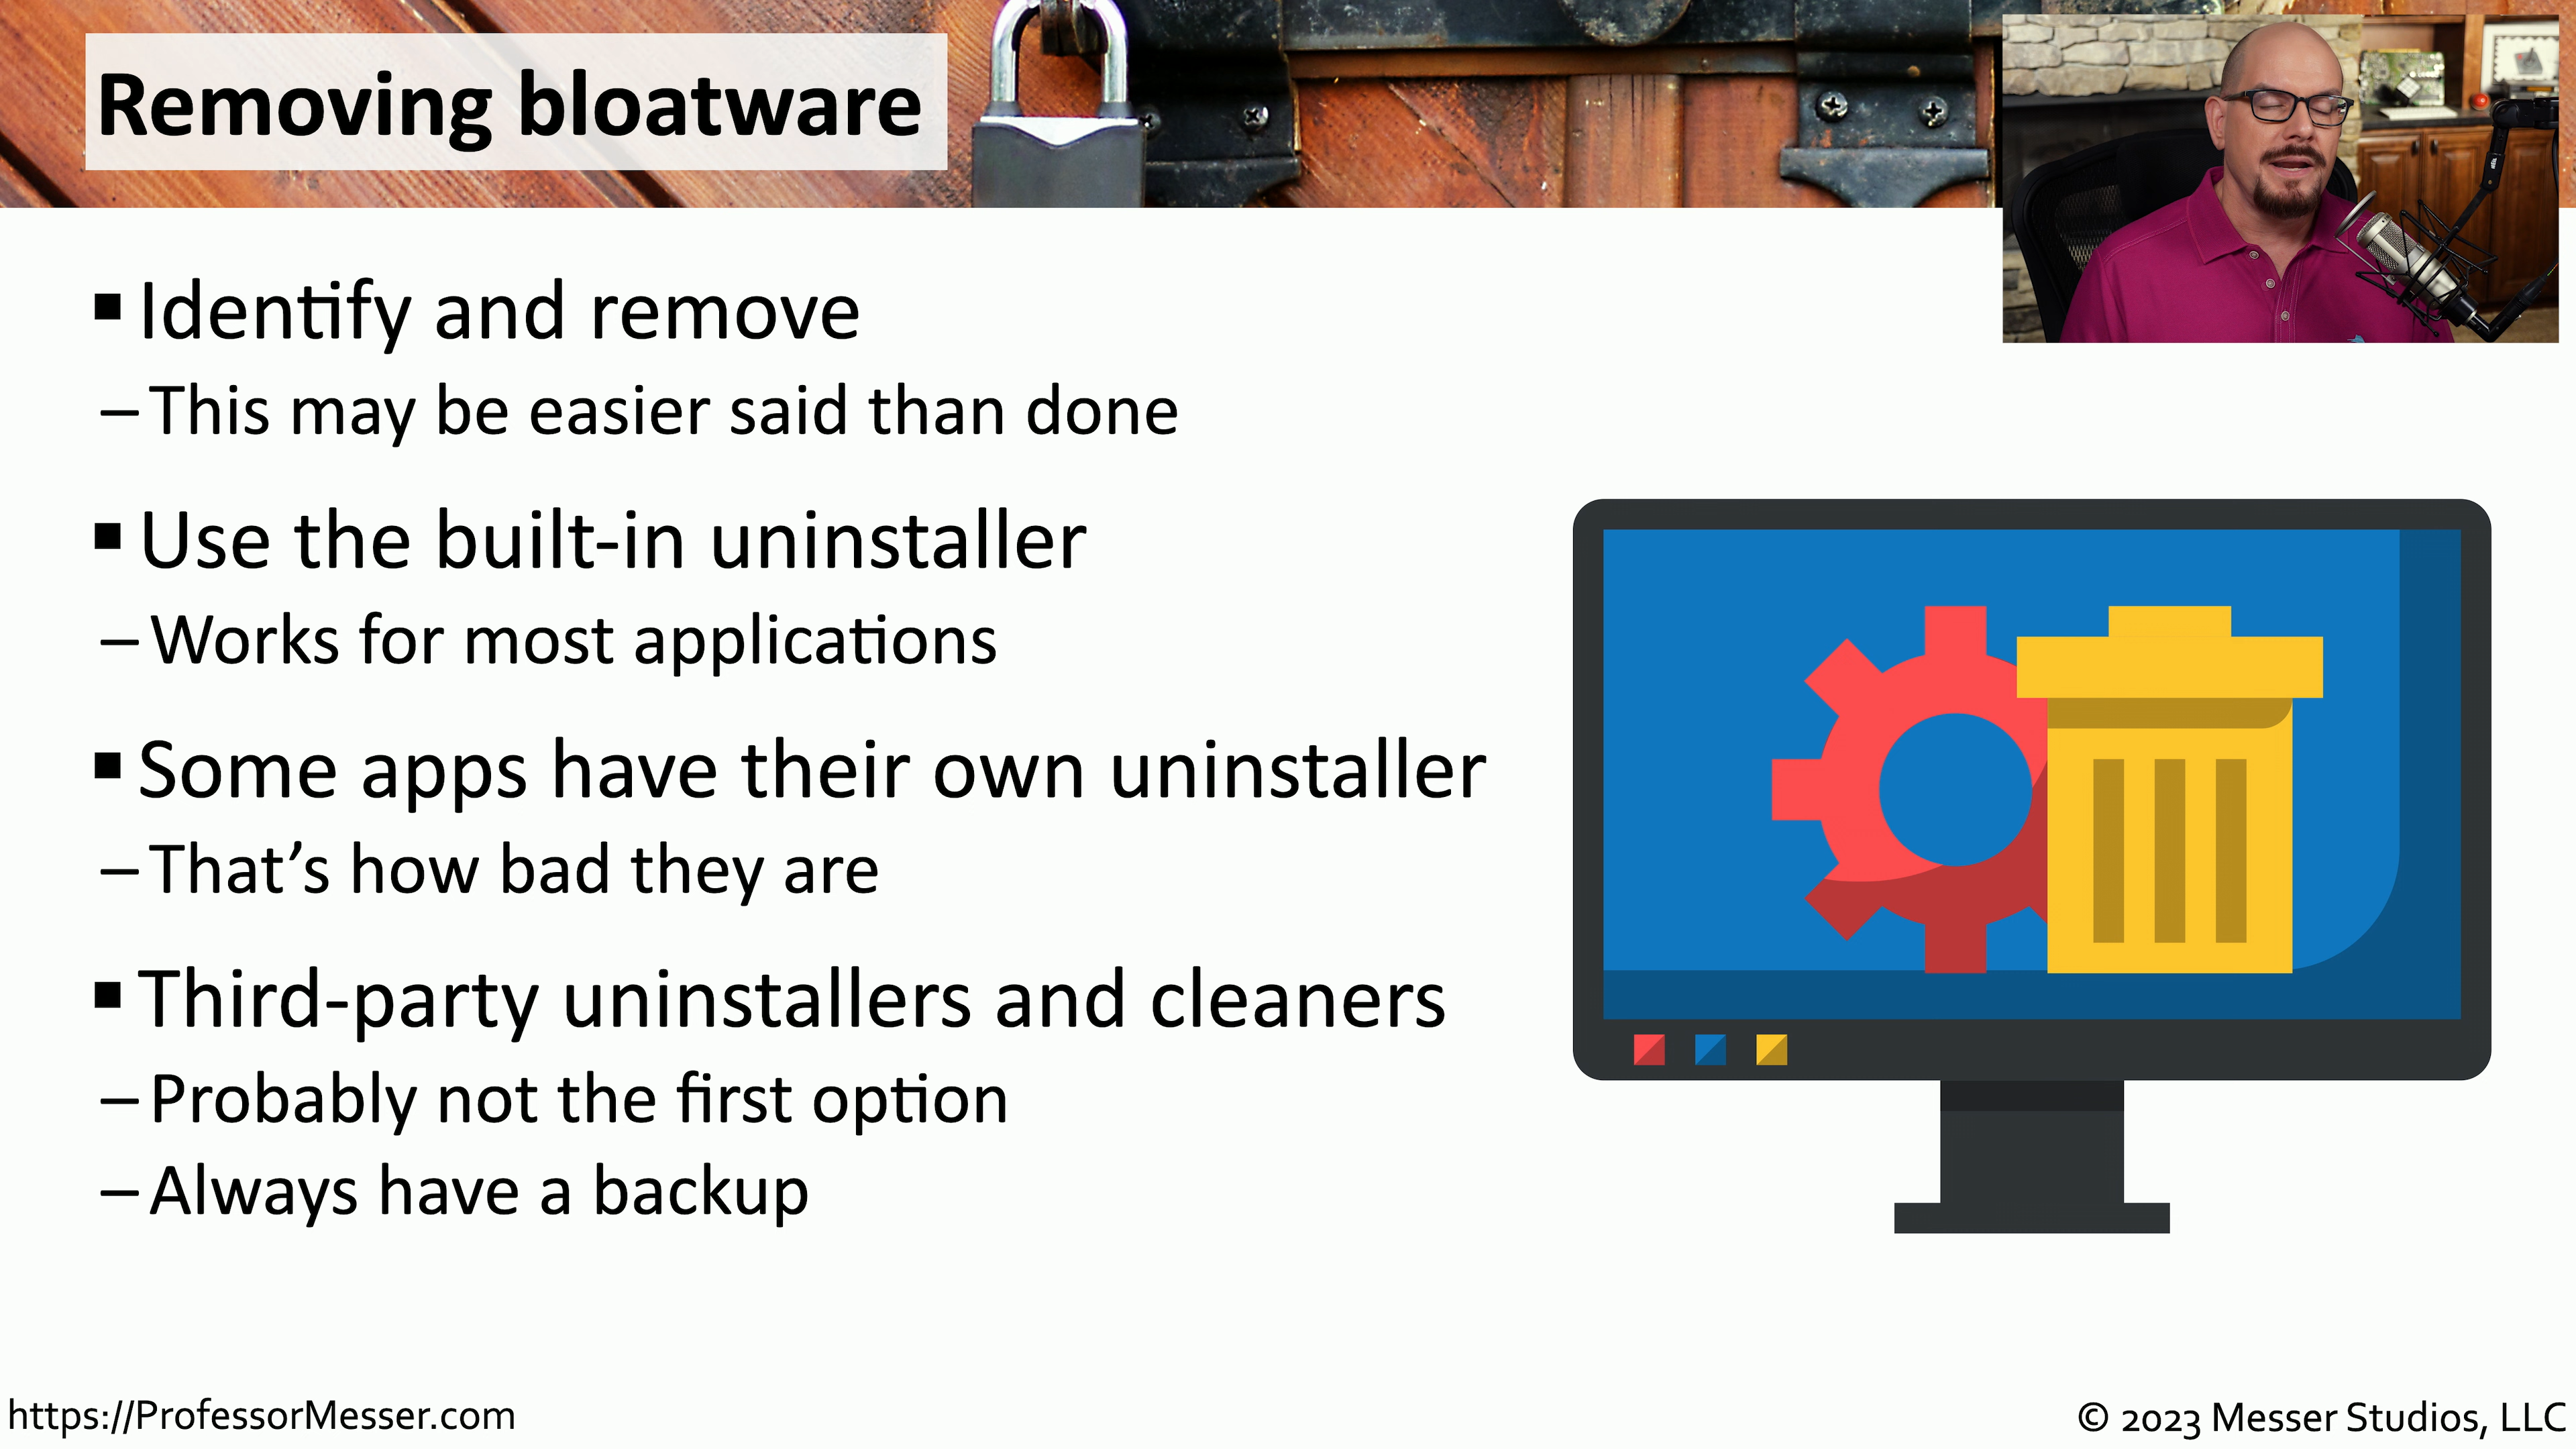 Removing bloatware
▪ Identify and remove
– This may be easier said than done
▪ Use the built-in uninstaller
– Works for most applications
▪ Some apps have their own uninstaller
– That’s how bad they are
▪ Third-party uninstallers and cleaners
– Probably not the first option
– Always have a backup
https://ProfessorMesser.com
© 2023 Messer Studios, LLC